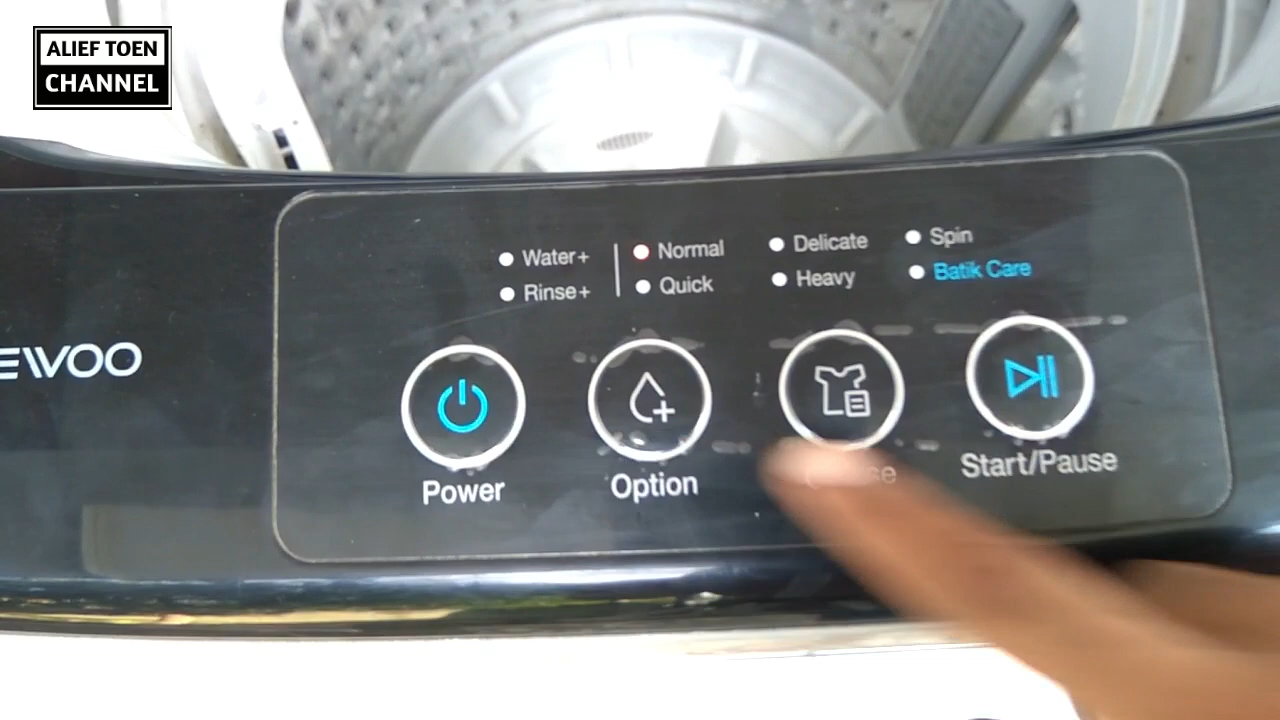 ALIEF TOEN
CHANNEL
Water+
Normal
Delicate
Spin
Rinse+
Quick
Heavy
Batik Care
EWOO
Power
Option
Start/Pause